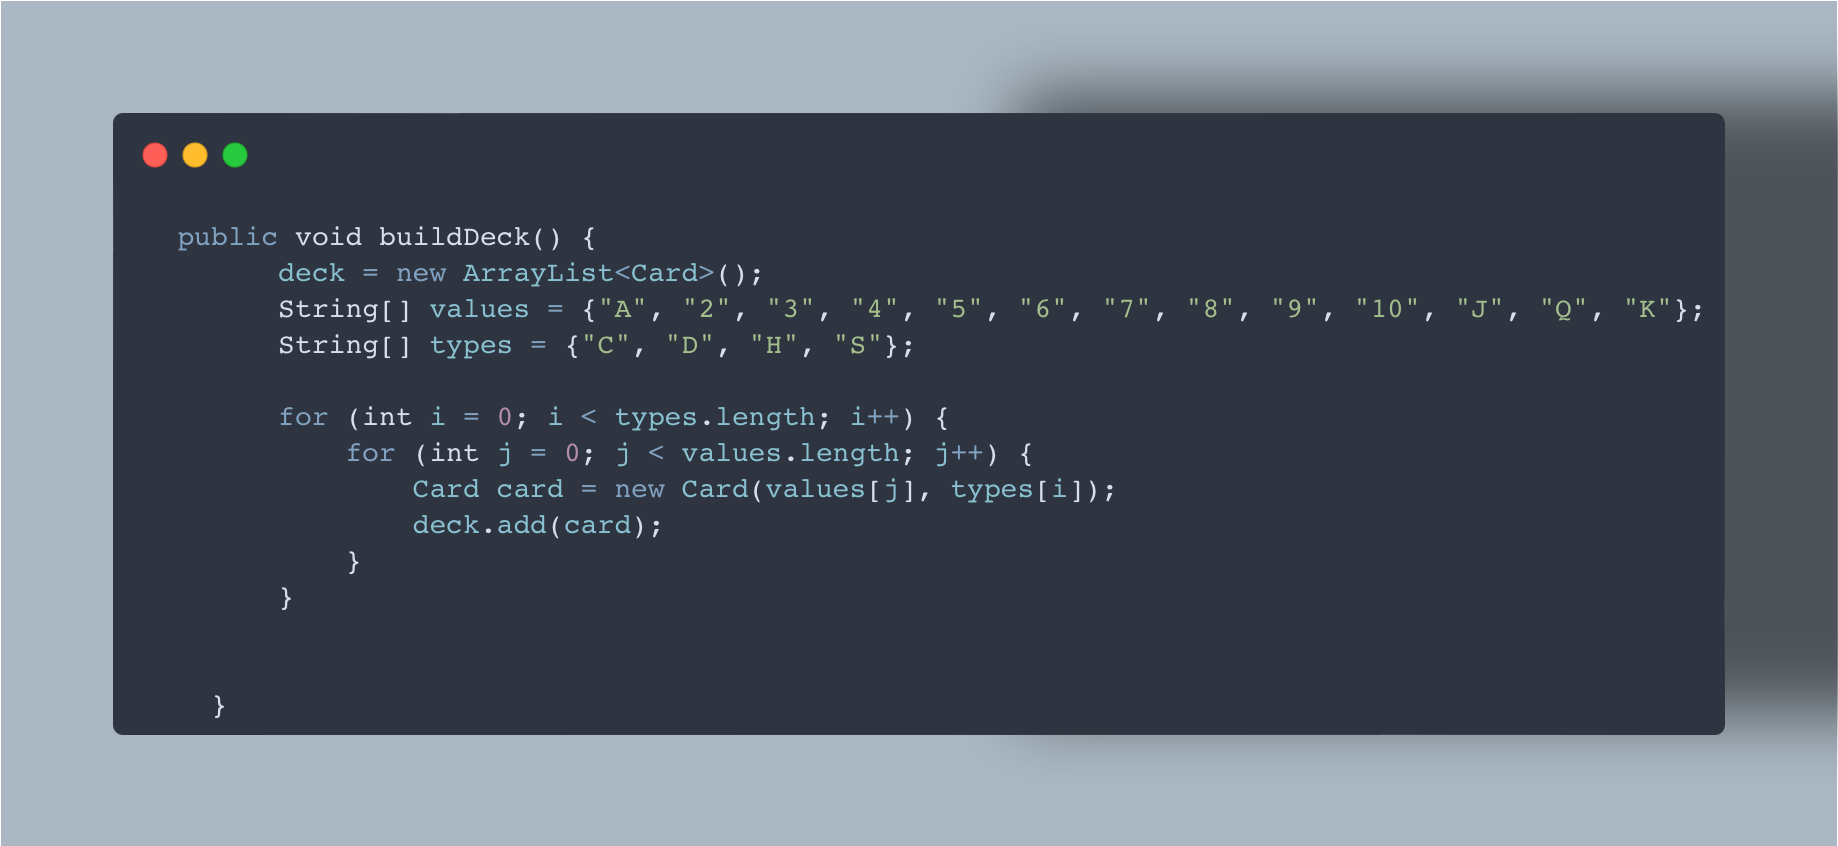 public void buildDeck() {
deck = new ArrayList<Card>();
String[] values = {"A", "2", "3", "4", "5", "6", "7", "8", "9", "10", "J", "Q", "K"};
String[] types = {"C", "D", "H", "S"};
for (int i = 0; i < types.length; i++) {
for (int j = 0; j < values.length; j++) {
Card card = new Card(values[j], types[i]);
deck.add(card);
}
}
}